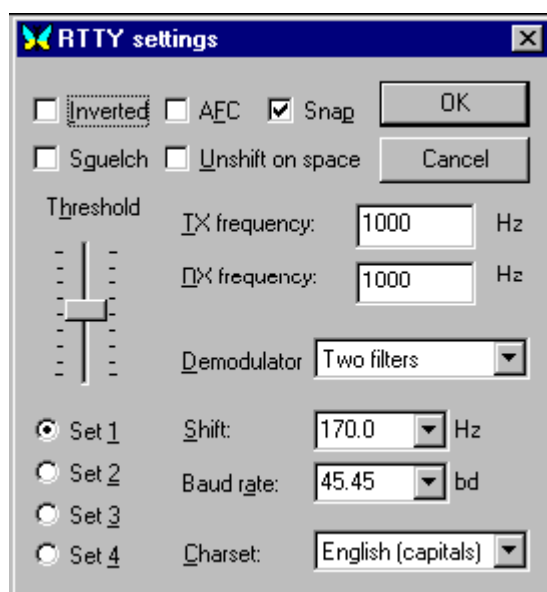 RTTY settings
Inverted AFC Snap OK
Squelch Unshift on space Cancel
Threshold
TX frequency: 1000 Hz
DX frequency: 1000 Hz
Demodulator Two filters
Set 1 Shift: 170.0 Hz
Set 2 Baud rate: 45.45 bd
Set 3
Set 4 Charset: English (capitals)